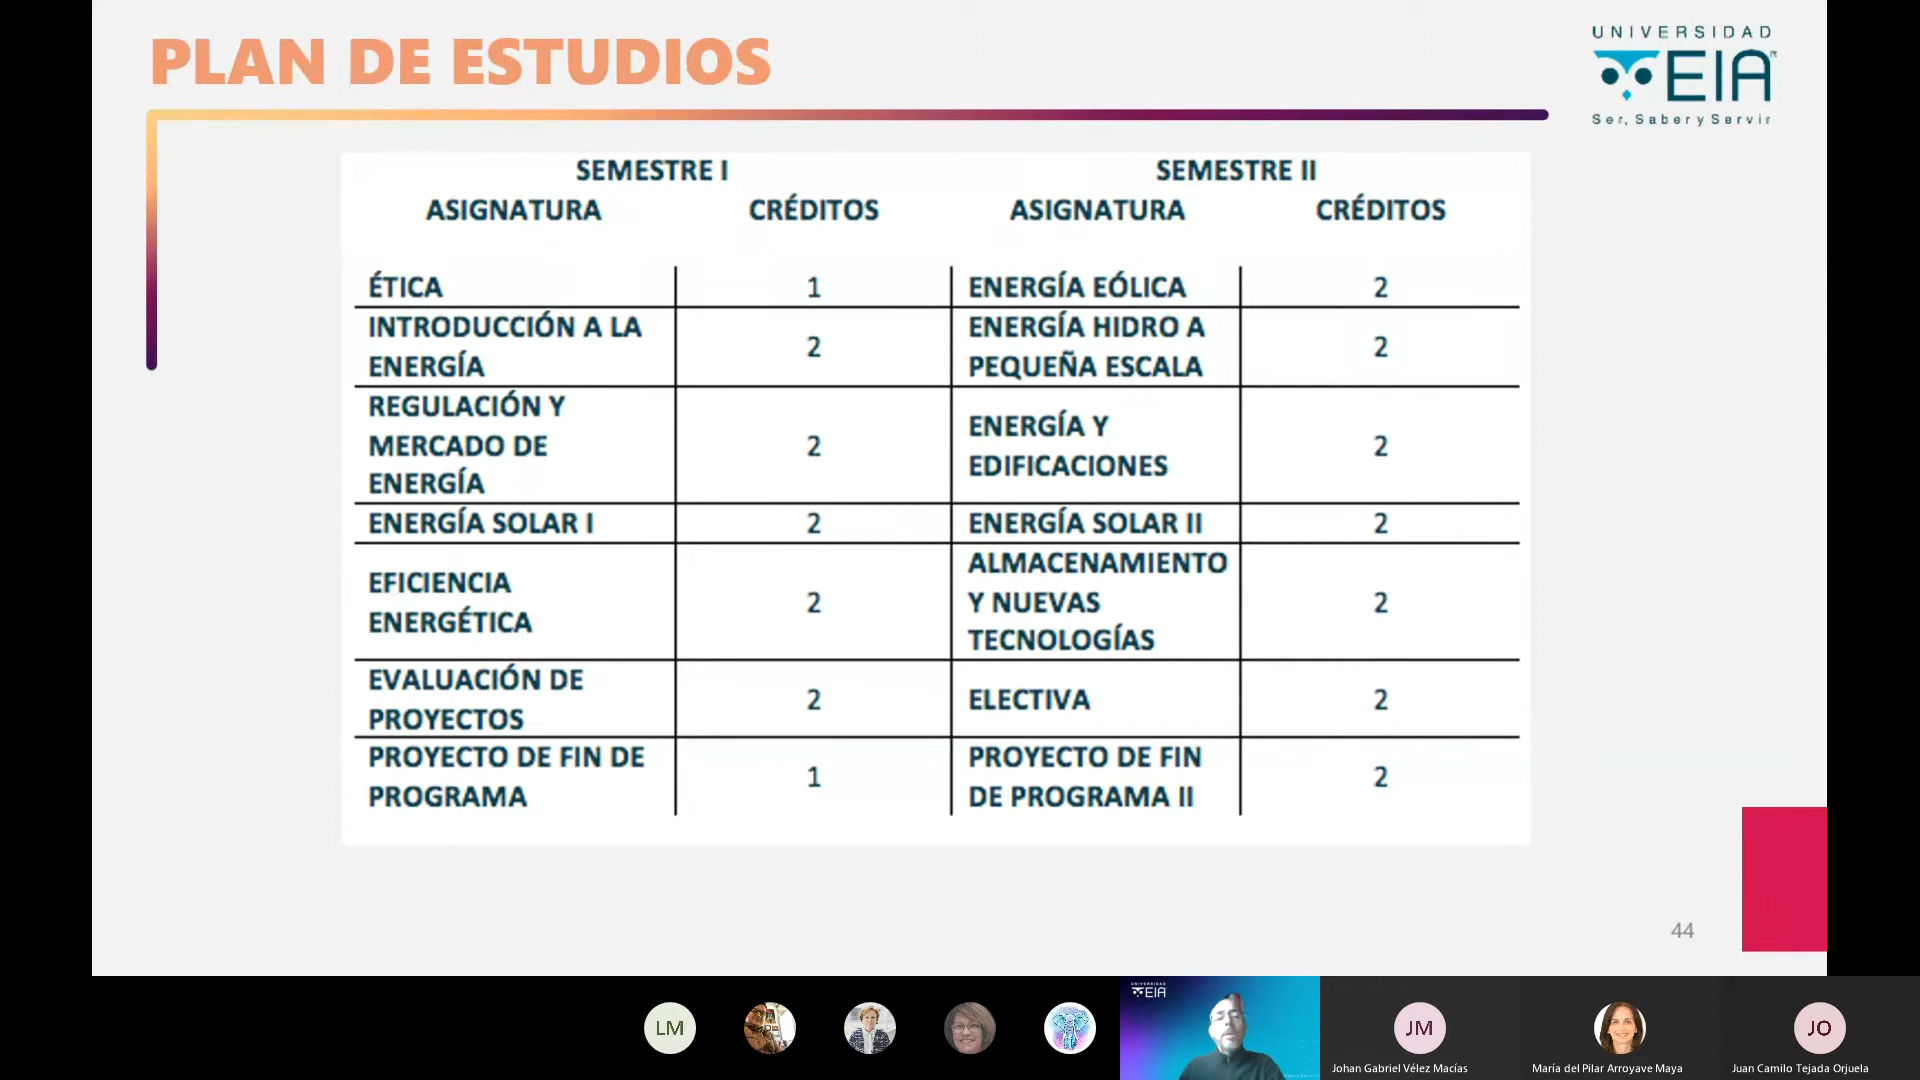 PLAN DE ESTUDIOS
UNIVERSIDAD
EIA
Ser, Saber y Servir
SEMESTRE I SEMESTRE II
ASIGNATURA CRÉDITOS ASIGNATURA CRÉDITOS
ÉTICA 1 ENERGÍA EÓLICA 2
INTRODUCCIÓN A LA
ENERGÍA
2
ENERGÍA HIDRO A
PEQUEÑA ESCALA
2
REGULACIÓN Y
MERCADO DE
ENERGÍA
2
ENERGÍA Y
EDIFICACIONES
2
ENERGÍA SOLAR I 2 ENERGÍA SOLAR II 2
EFICIENCIA
ENERGÉTICA
2
ALMACENAMIENTO
Y NUEVAS
TECNOLOGÍAS
2
EVALUACIÓN DE
PROYECTOS
2
ELECTIVA
2
PROYECTO DE FIN DE
PROGRAMA
1
PROYECTO DE FIN
DE PROGRAMA II
2
44
LM
UNIVERSIDAD
EIA
JM
JO
Johan Gabriel Vélez Macías
María del Pilar Arroyave Maya
Juan Camilo Tejada Orjuela